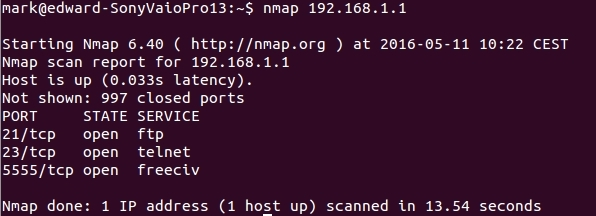 mark@edward-SonyVaioPro13:~$ nmap 192.168.1.1

Starting Nmap 6.40 ( http://nmap.org ) at 2016-05-11 10:22 CEST
Nmap scan report for 192.168.1.1
Host is up (0.033s latency).
Not shown: 997 closed ports
PORT     STATE SERVICE
21/tcp   open  ftp
23/tcp   open  telnet
5555/tcp open  freeciv

Nmap done: 1 IP address (1 host up) scanned in 13.54 seconds